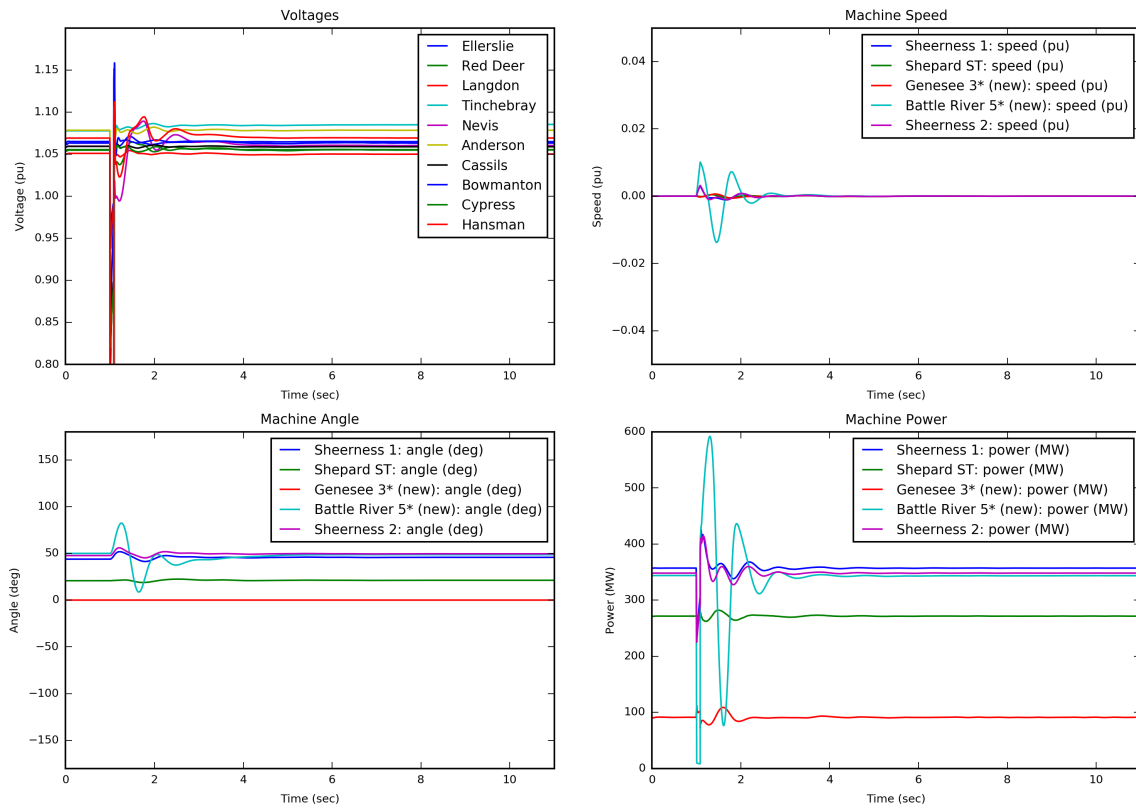 Voltages
Voltage (pu)
1.15
1.10
1.05
1.00
0.95
0.90
0.85
0.80
0
2
4
6
8
10
Time (sec)
Ellerslie
Red Deer
Langdon
Tinchebray
Nevis
Anderson
Cassils
Bowmanton
Cypress
Hansman
Machine Speed
Speed (pu)
0.04
0.02
0.00
−0.02
−0.04
0
2
4
6
8
10
Time (sec)
Sheerness 1: speed (pu)
Shepard ST: speed (pu)
Genesee 3* (new): speed (pu)
Battle River 5* (new): speed (pu)
Sheerness 2: speed (pu)
Machine Angle
Angle (deg)
150
100
50
0
−50
−100
−150
0
2
4
6
8
10
Time (sec)
Sheerness 1: angle (deg)
Shepard ST: angle (deg)
Genesee 3* (new): angle (deg)
Battle River 5* (new): angle (deg)
Sheerness 2: angle (deg)
Machine Power
Power (MW)
600
500
400
300
200
100
0
0
2
4
6
8
10
Time (sec)
Sheerness 1: power (MW)
Shepard ST: power (MW)
Genesee 3* (new): power (MW)
Battle River 5* (new): power (MW)
Sheerness 2: power (MW)